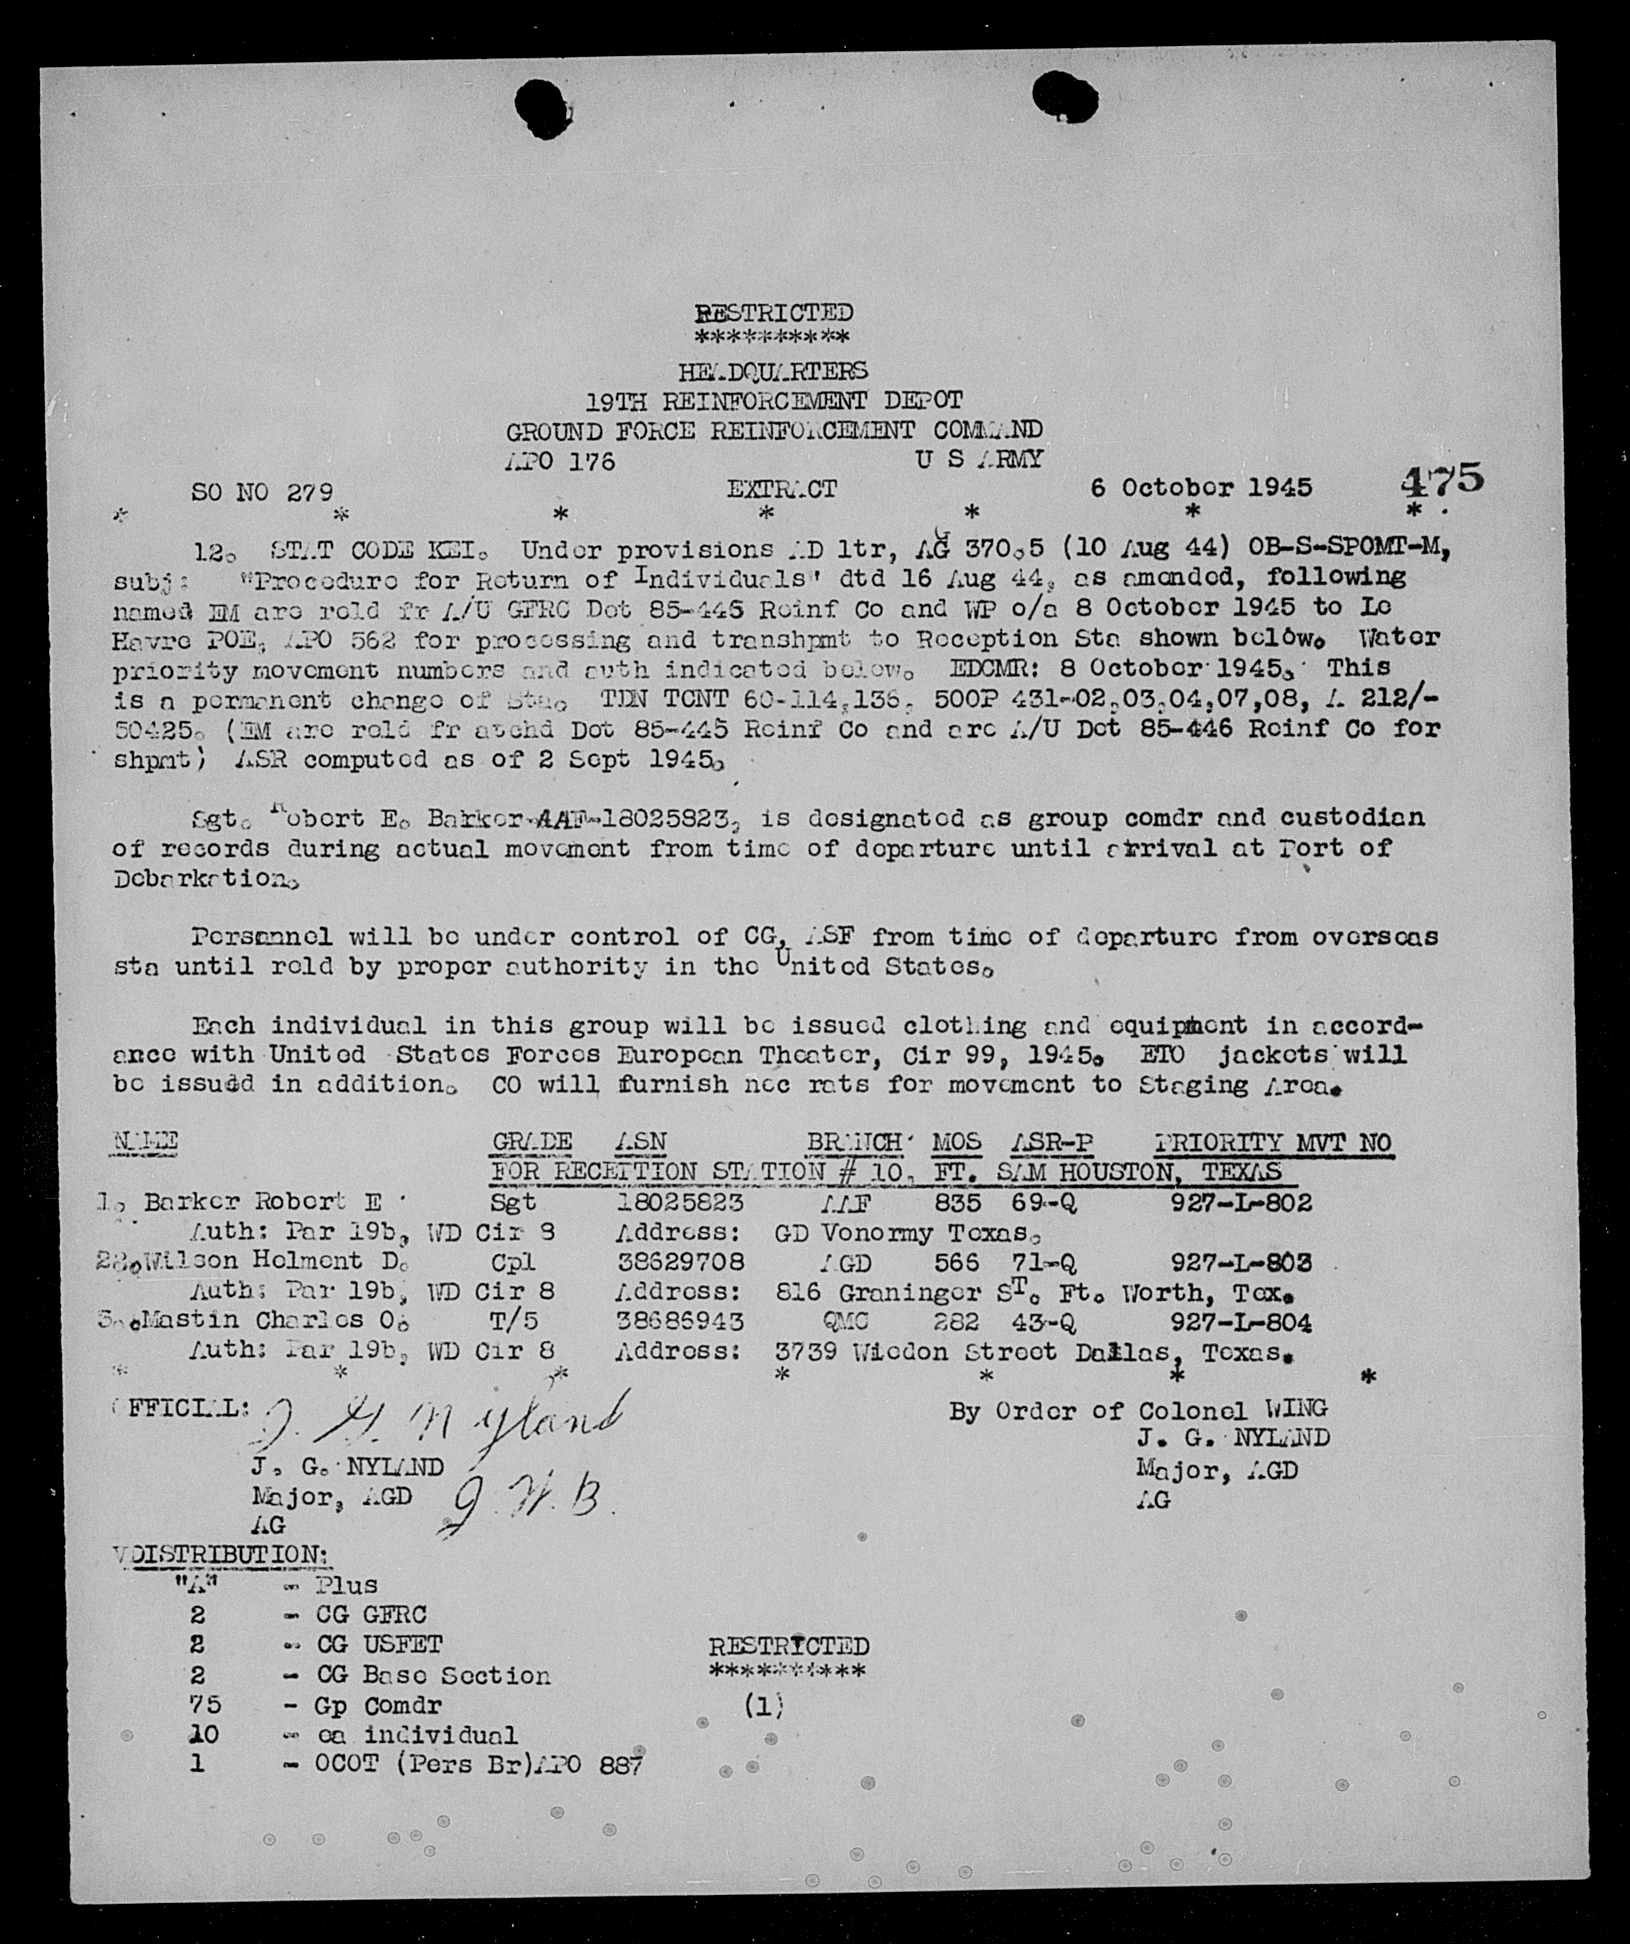 RESTRICTED
**********
HEADQUARTERS
19TH REINFORCEMENT DEPOT
GROUND FORCE REINFORCEMENT COMMAND
APO 176 U S ARMY
SO NO 279 EXTRACT 6 October 1945 475
* * * * * * *
12. STAT CODE KEI. Under provisions AD ltr, AG 370.5 (10 Aug 44) OB-S-SPOMT-M,
subj: "Procedure for Return of Individuals" dtd 16 Aug 44, as amended, following
named EM are reld fr A/U GFRC Det 85-445 Reinf Co and WP o/a 8 October 1945 to Le
Havre POE, APO 562 for processing and transhpmt to Reception Sta shown below. Water
priority movement numbers and auth indicated below. EDCMR: 8 October 1945. This
is a permanent change of Sta. TDN TCNT 60-114,136, 500P 431-02,03,04,07,08, A 212/-
50425. (EM are reld fr atchd Det 85-445 Reinf Co and are A/U Det 85-446 Reinf Co for
shpmt) ASR computed as of 2 Sept 1945.
Sgt. Robert E. Barker-AAF-18025823, is designated as group comdr and custodian
of records during actual movement from time of departure until arrival at Port of
Debarkation.
Personnel will be under control of CG, ASF from time of departure from overseas
sta until reld by proper authority in the United States.
Each individual in this group will be issued clothing and equipment in accord-
ance with United States Forces European Theater, Cir 99, 1945. ETO jackets will
be issued in addition. CO will furnish nec rats for movement to Staging Area.
NAME GRADE ASN BRANCH MOS ASR-P PRIORITY MVT NO
FOR RECEPTION STATION # 10, FT. SAM HOUSTON, TEXAS
1. Barker Robert E Sgt 18025823 AAF 835 69-Q 927-L-802
Auth: Par 19b, WD Cir 8 Address: GD Vonormy Texas.
2. Wilson Helment D. Cpl 38629708 AGD 566 71-Q 927-L-803
Auth: Par 19b, WD Cir 8 Address: 816 Graninger ST. Ft. Worth, Tex.
3. Mastin Charles O. T/5 38686943 QMC 282 43-Q 927-L-804
Auth: Par 19b, WD Cir 8 Address: 3739 Wiedon Street Dallas, Texas.
* * * * * * *
OFFICIAL: J. G. Nyland By Order of Colonel WING
J. G. NYLAND J. G. NYLAND
Major, AGD J. W. B. Major, AGD
AG AG
DISTRIBUTION:
"A" - Plus
2 - CG GFRC
2 - CG USFET
2 - CG Base Section
75 - Gp Comdr
10 - ea individual
1 - OCOT (Pers Br)APO 887
RESTRICTED
**********
(1)